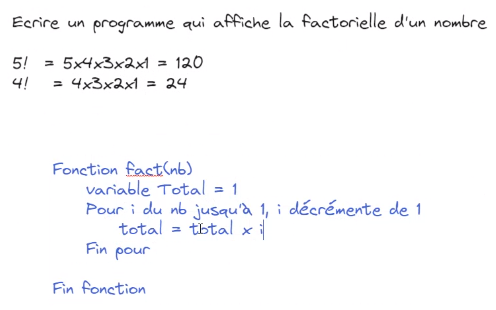 Ecrire un programme qui affiche la factorielle d'un nombre
5! = 5x4x3x2x1 = 120
4! = 4x3x2x1 = 24
Fonction fact(nb)
variable Total = 1
Pour i du nb jusqu'à 1, i décrémente de 1
total = total x i
Fin pour
Fin fonction